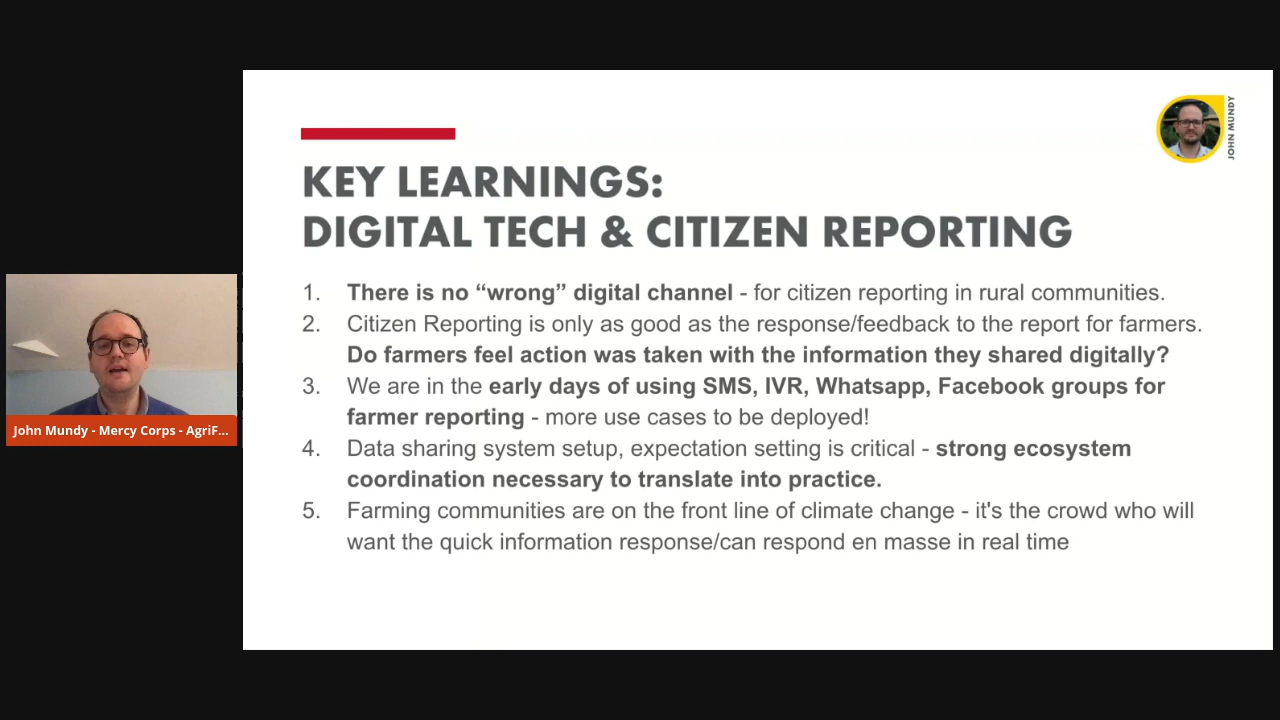 JOHN MUNDY
KEY LEARNINGS:
DIGITAL TECH & CITIZEN REPORTING
1. There is no “wrong” digital channel - for citizen reporting in rural communities.
2. Citizen Reporting is only as good as the response/feedback to the report for farmers.
Do farmers feel action was taken with the information they shared digitally?
3. We are in the early days of using SMS, IVR, Whatsapp, Facebook groups for
farmer reporting - more use cases to be deployed!
4. Data sharing system setup, expectation setting is critical - strong ecosystem
coordination necessary to translate into practice.
5. Farming communities are on the front line of climate change - it's the crowd who will
want the quick information response/can respond en masse in real time
John Mundy - Mercy Corps - AgriF...